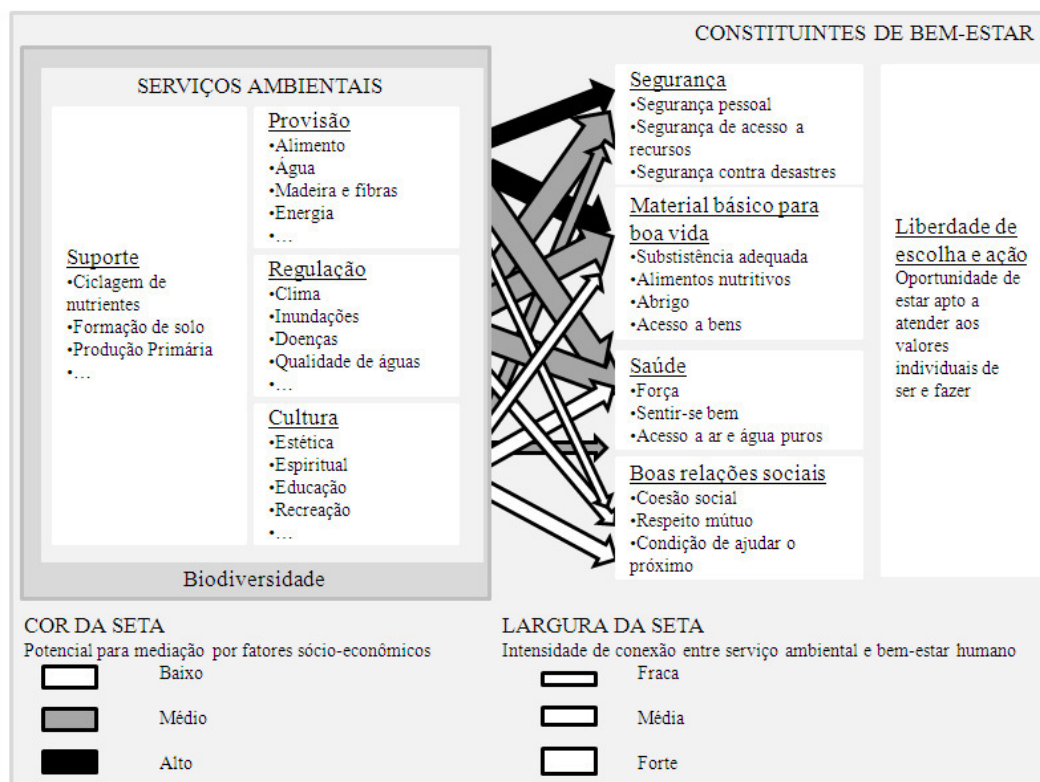 CONSTITUINTES DE BEM-ESTAR
SERVIÇOS AMBIENTAIS
Suporte
•Ciclagem de
nutrientes
•Formação de solo
•Produção Primária
•…
Provisão
•Alimento
•Água
•Madeira e fibras
•Energia
•…
Regulação
•Clima
•Inundações
•Doenças
•Qualidade de águas
•…
Cultura
•Estética
•Espiritual
•Educação
•Recreação
•…
Biodiversidade
Segurança
•Segurança pessoal
•Segurança de acesso a
recursos
•Segurança contra desastres
Material básico para
boa vida
•Substistência adequada
•Alimentos nutritivos
•Abrigo
•Acesso a bens
Saúde
•Força
•Sentir-se bem
•Acesso a ar e água puros
Boas relações sociais
•Coesão social
•Respeito mútuo
•Condição de ajudar o
próximo
Liberdade de
escolha e ação
Oportunidade de
estar apto a
atender aos
valores
individuais de
ser e fazer
COR DA SETA
Potencial para mediação por fatores sócio-econômicos
Baixo
Médio
Alto
LARGURA DA SETA
Intensidade de conexão entre serviço ambiental e bem-estar humano
Fraca
Média
Forte